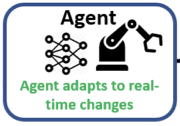 Agent
Agent adapts to real-
time changes